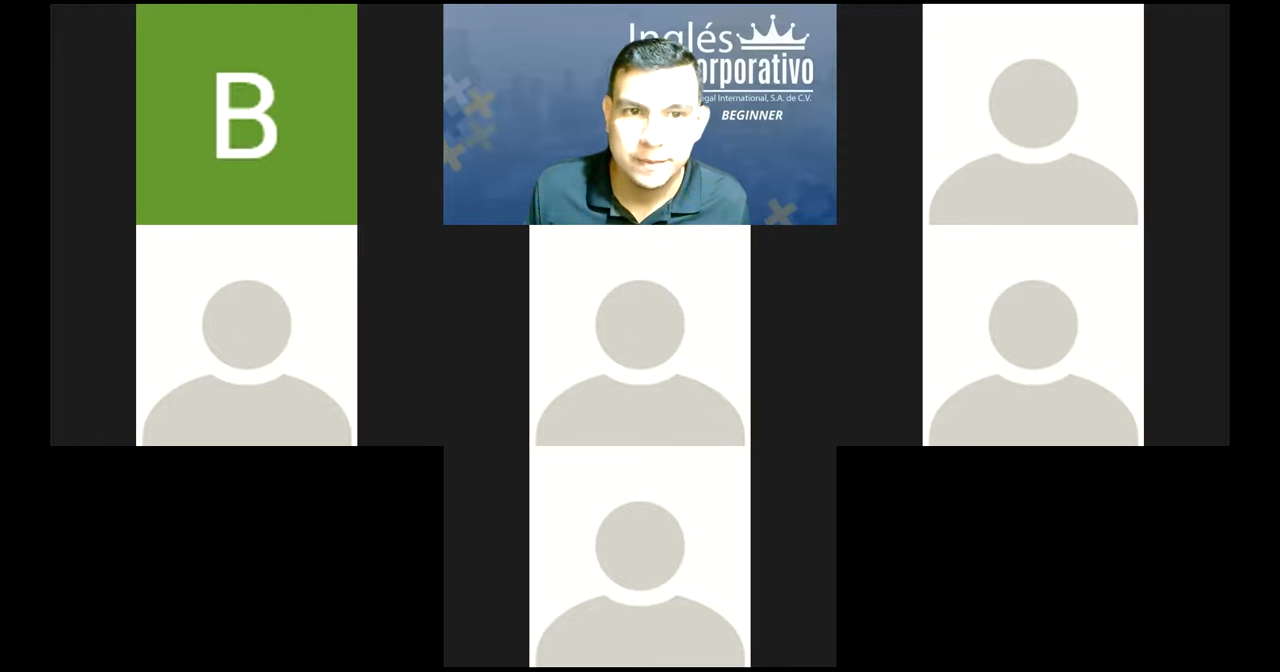 B
Inglés
orporativo
egal International, S.A. de C.V.
BEGINNER